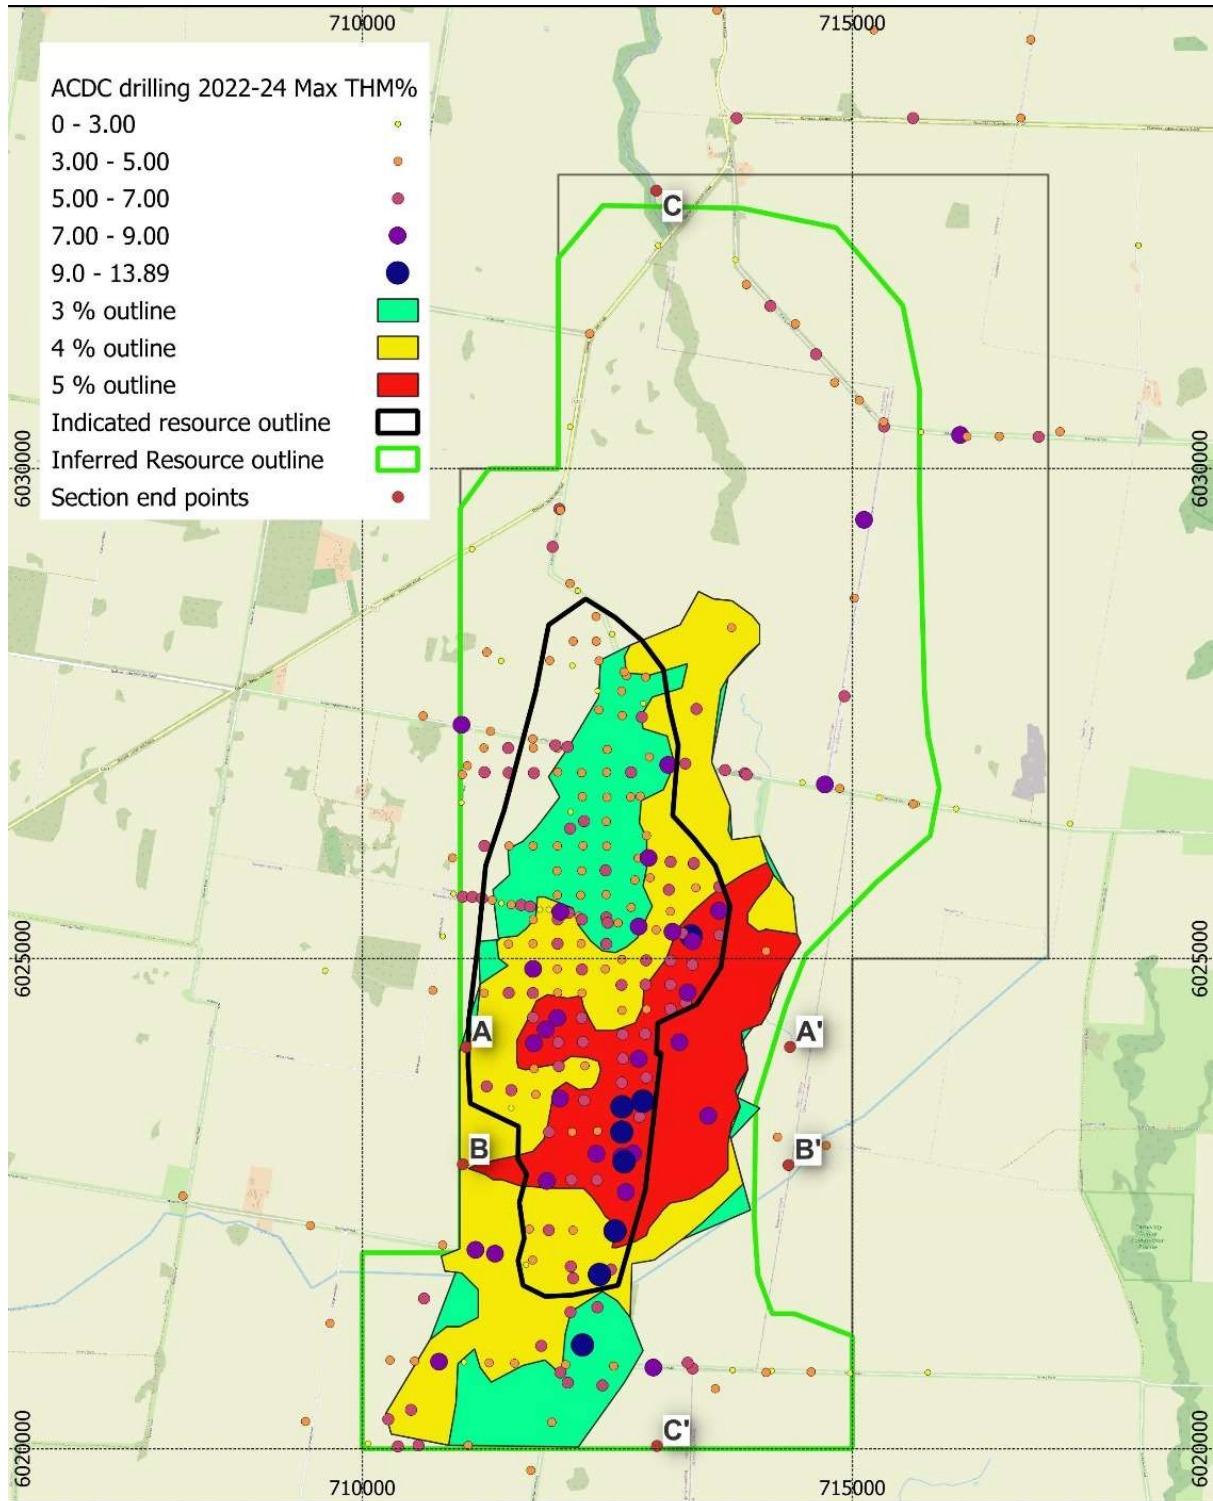 710000
715000
ACDC drilling 2022-24 Max THM%
0 - 3.00
3.00 - 5.00
5.00 - 7.00
7.00 - 9.00
9.0 - 13.89
3 % outline
4 % outline
5 % outline
Indicated resource outline
Inferred Resource outline
Section end points
C
6030000
6030000
6025000
6025000
A
A'
B
B'
C'
6020000
6020000
710000
715000